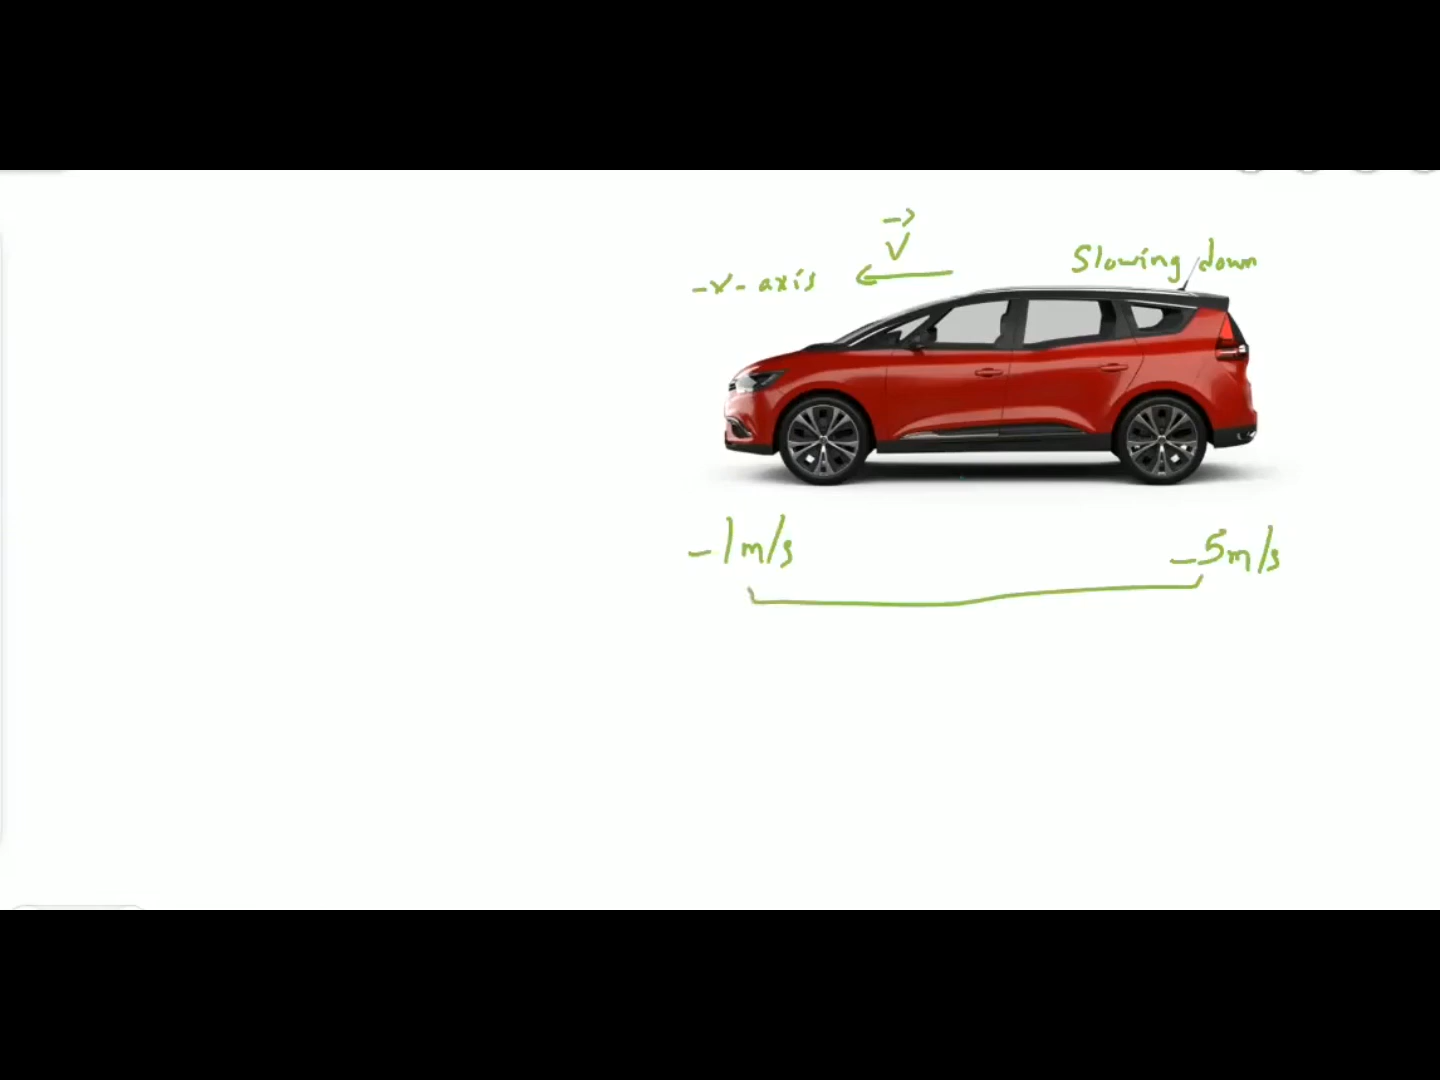 →
V
Slowing down
-x- axis
-1m/s
-5m/s